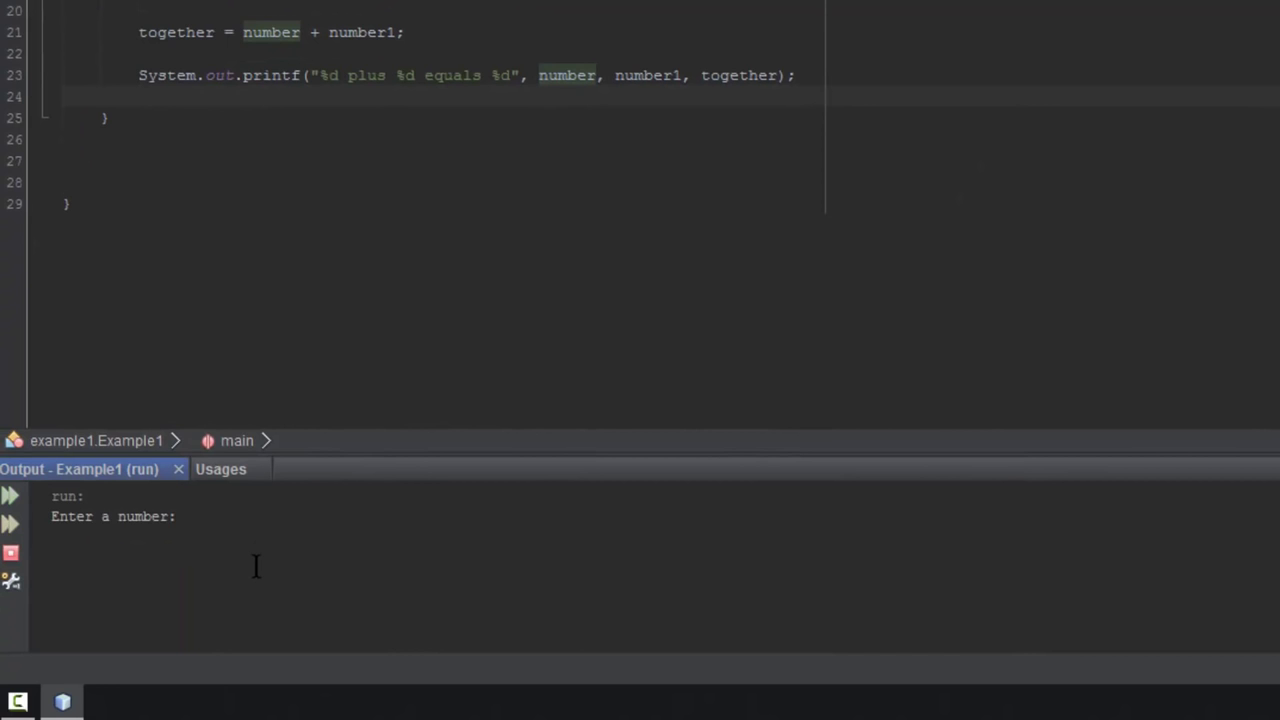 20
21 together = number + number1;
22
23 System.out.printf("%d plus %d equals %d", number, number1, together);
24
25 }
26
27
28
29 }
example1.Example1 main
Output - Example1 (run) Usages
run:
Enter a number: